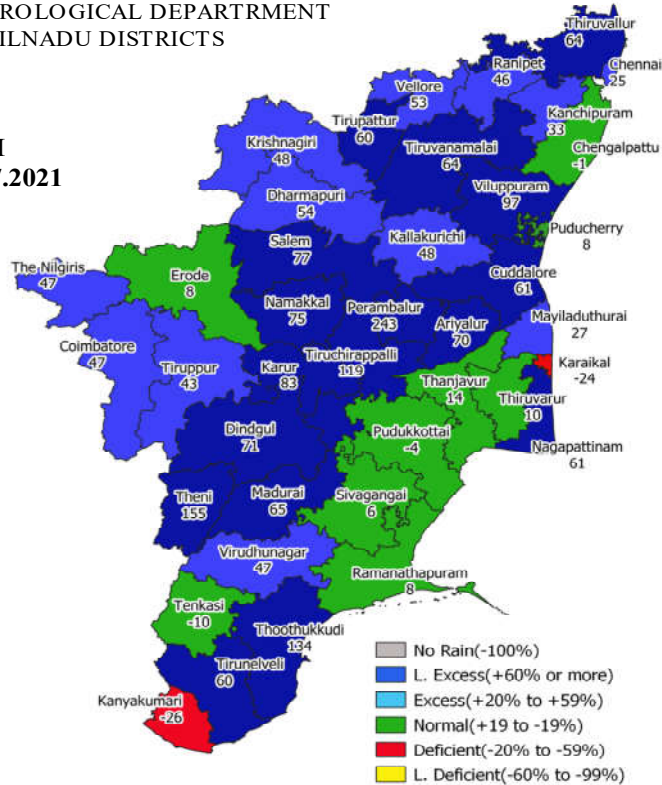 ROLOGICAL DEPARTRMENT
ILNADU DISTRICTS
7.2021
Thiruvallur
64
Ranipet
46
Chennai
25
Vellore
53
Kanchipuram
33
Tirupattur
60
Krishnagiri
48
Tiruvanamalai
64
Chengalpattu
-1
Dharmapuri
54
Viluppuram
97
Kallakurichi
48
Puducherry
8
Salem
77
The Nilgiris
47
Erode
8
Cuddalore
61
Namakkal
75
Perambalur
243
Ariyalur
70
Mayiladuthurai
27
Coimbatore
47
Tiruppur
43
Karur
83
Tiruchirappalli
119
Karaikal
-24
Thanjavur
14
Thiruvarur
10
Dindgul
71
Pudukkottai
-4
Nagapattinam
61
Theni
155
Madurai
65
Sivagangai
6
Virudhunagar
47
Ramanathapuram
8
Tenkasi
-10
Thoothukkudi
134
Tirunelveli
60
Kanyakumari
-26
No Rain(-100%)
L. Excess(+60% or more)
Excess(+20% to +59%)
Normal(+19 to -19%)
Deficient(-20% to -59%)
L. Deficient(-60% to -99%)